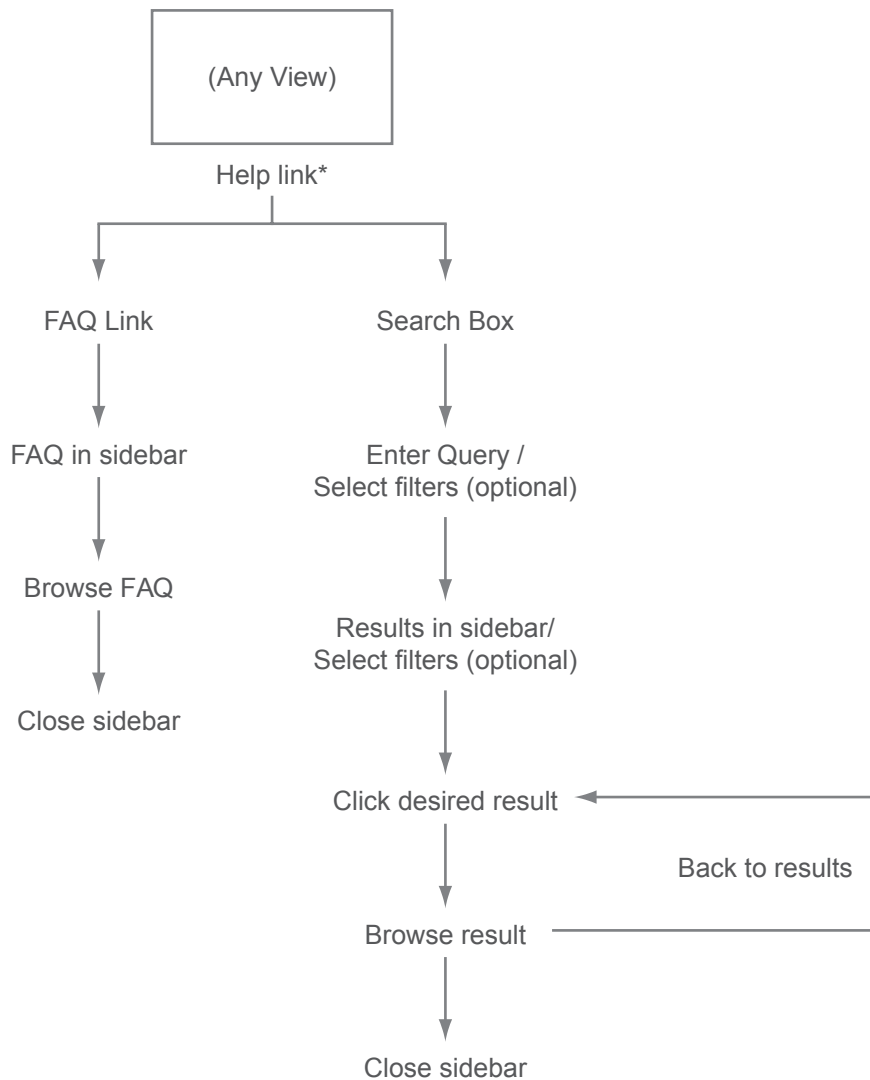 (Any View)
Help link*
FAQ Link
Search Box
FAQ in sidebar
Enter Query /
Select filters (optional)
Browse FAQ
Results in sidebar/
Select filters (optional)
Close sidebar
Click desired result
Back to results
Browse result
Close sidebar